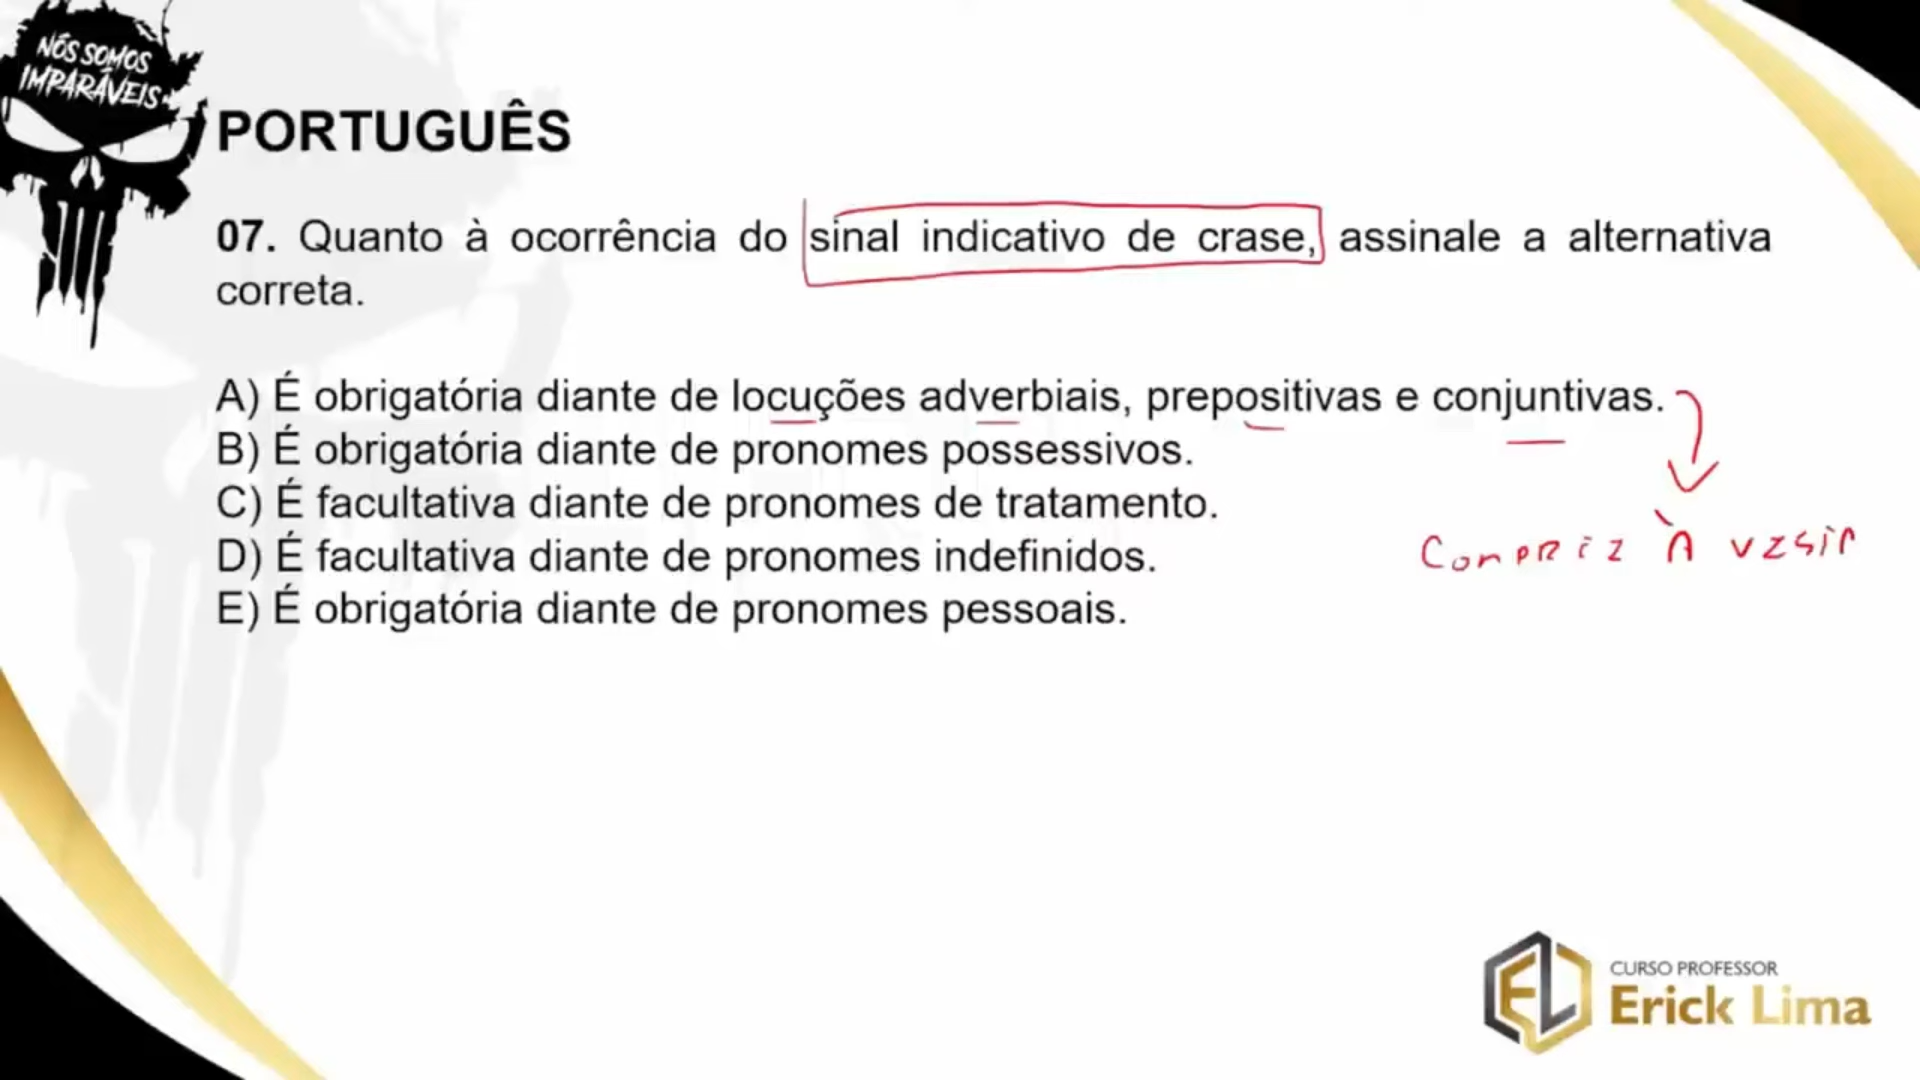 NÓS SOMOS
IMPARÁVEIS
PORTUGUÊS
07. Quanto à ocorrência do sinal indicativo de crase, assinale a alternativa
correta.
A) É obrigatória diante de locuções adverbiais, prepositivas e conjuntivas.
B) É obrigatória diante de pronomes possessivos.
C) É facultativa diante de pronomes de tratamento.
D) É facultativa diante de pronomes indefinidos.
E) É obrigatória diante de pronomes pessoais.
À
EL
CURSO PROFESSOR
Erick Lima